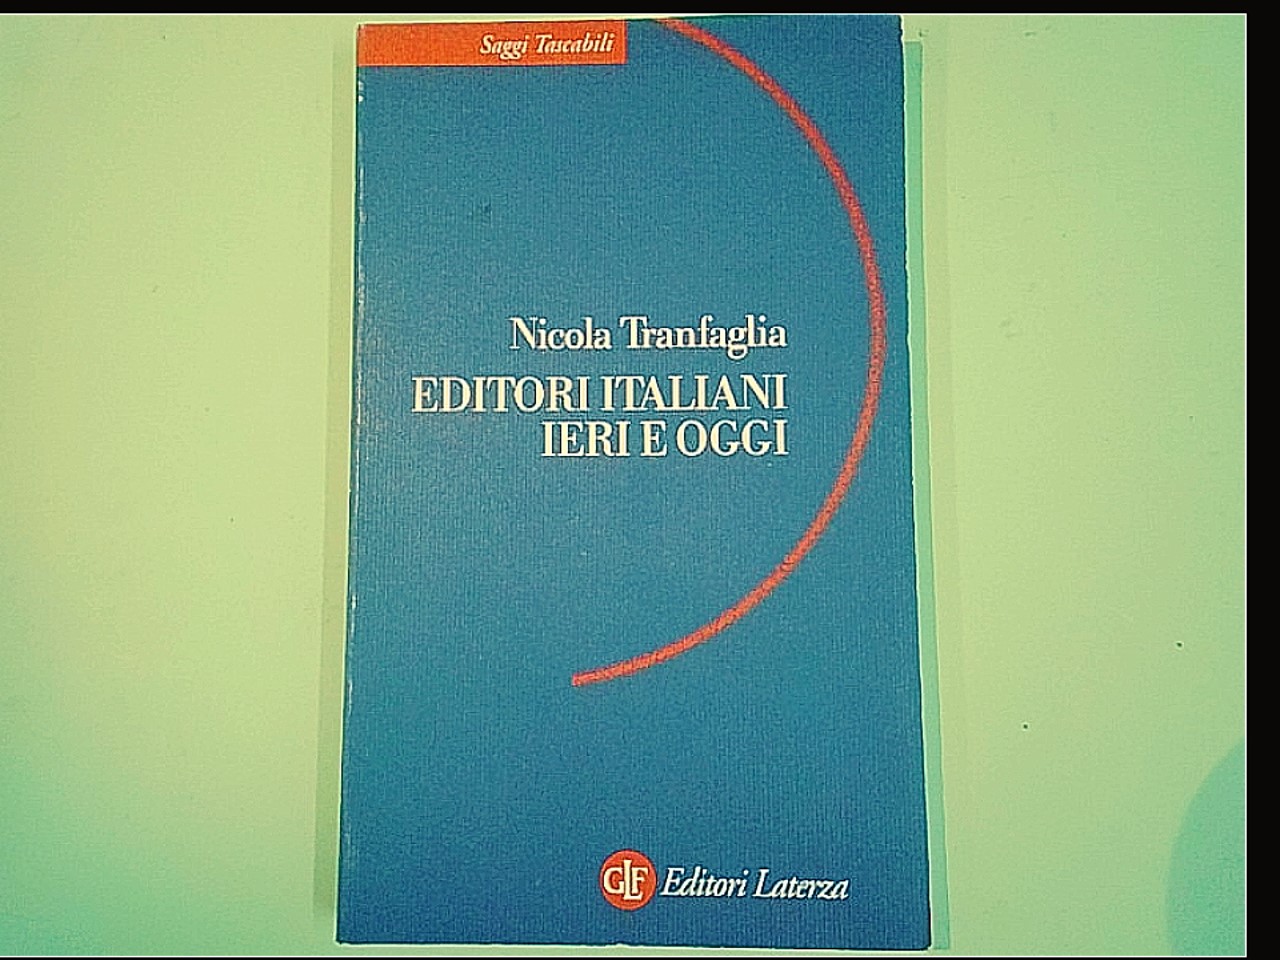 Saggi Tascabili
Nicola Tranfaglia
EDITORI ITALIANI
IERI E OGGI
GLF Editori Laterza